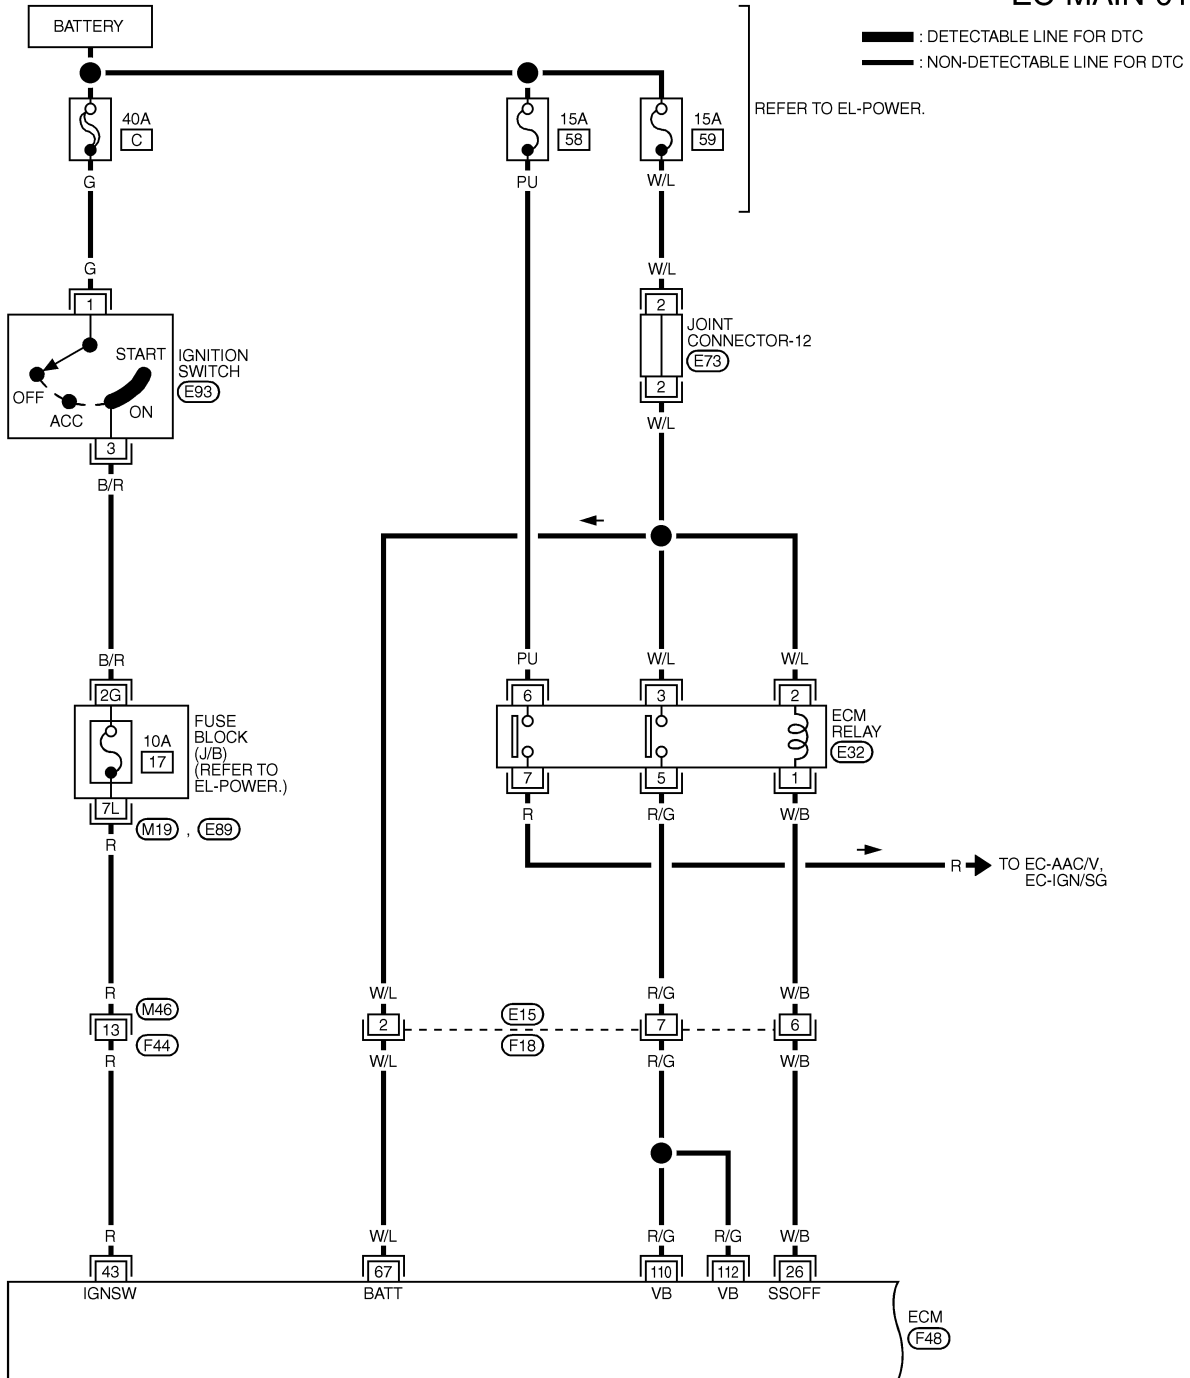 BATTERY
: DETECTABLE LINE FOR DTC
: NON-DETECTABLE LINE FOR DTC
REFER TO EL-POWER.
40A
C
15A
58
15A
59
G
PU
W/L
G
W/L
1
2
JOINT
CONNECTOR-12
E73
2
W/L
START
OFF
ACC
ON
IGNITION
SWITCH
E93
3
B/R
B/R
PU
W/L
W/L
2G
6
3
2
10A
17
FUSE
BLOCK
(J/B)
(REFER TO
EL-POWER.)
ECM
RELAY
E32
7L
M19 , E89
7
5
1
R
R
R/G
W/B
R
TO EC-AAC/V,
EC-IGN/SG
R
W/L
R/G
W/B
M46
13
F44
2
E15
F18
7
6
R
W/L
R/G
W/B
R
W/L
R/G
R/G
W/B
43
67
110
112
26
IGNSW
BATT
VB
VB
SSOFF
ECM
F48